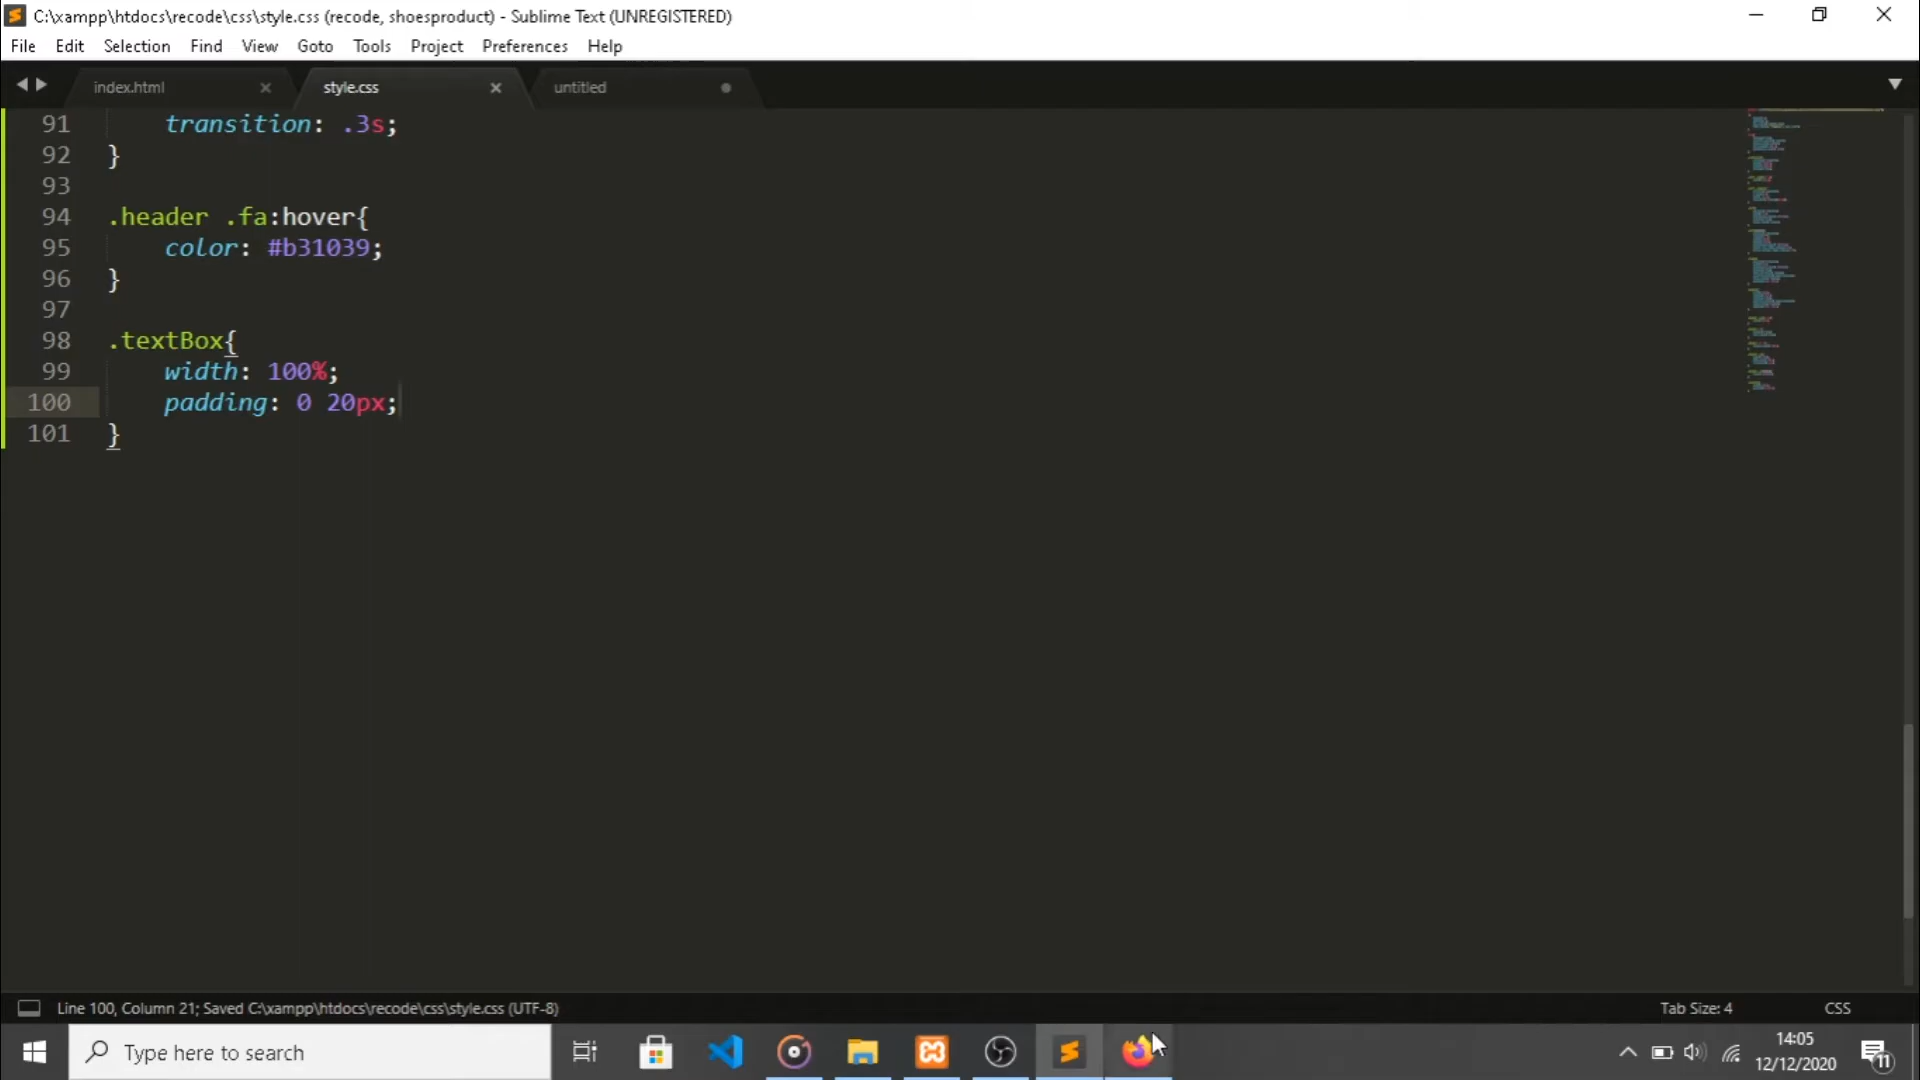 C:\xampp\htdocs\recode\css\style.css (recode, shoesproduct) - Sublime Text (UNREGISTERED)
File Edit Selection Find View Goto Tools Project Preferences Help
index.html style.css untitled
91 transition: .3s;
92 }
93
94 .header .fa:hover{
95 color: #b31039;
96 }
97
98 .textBox{
99 width: 100%;
100 padding: 0 20px;
101 }
Line 100, Column 21; Saved C:\xampp\htdocs\recode\css\style.css (UTF-8) Tab Size: 4 CSS
Type here to search
14:05
12/12/2020
11